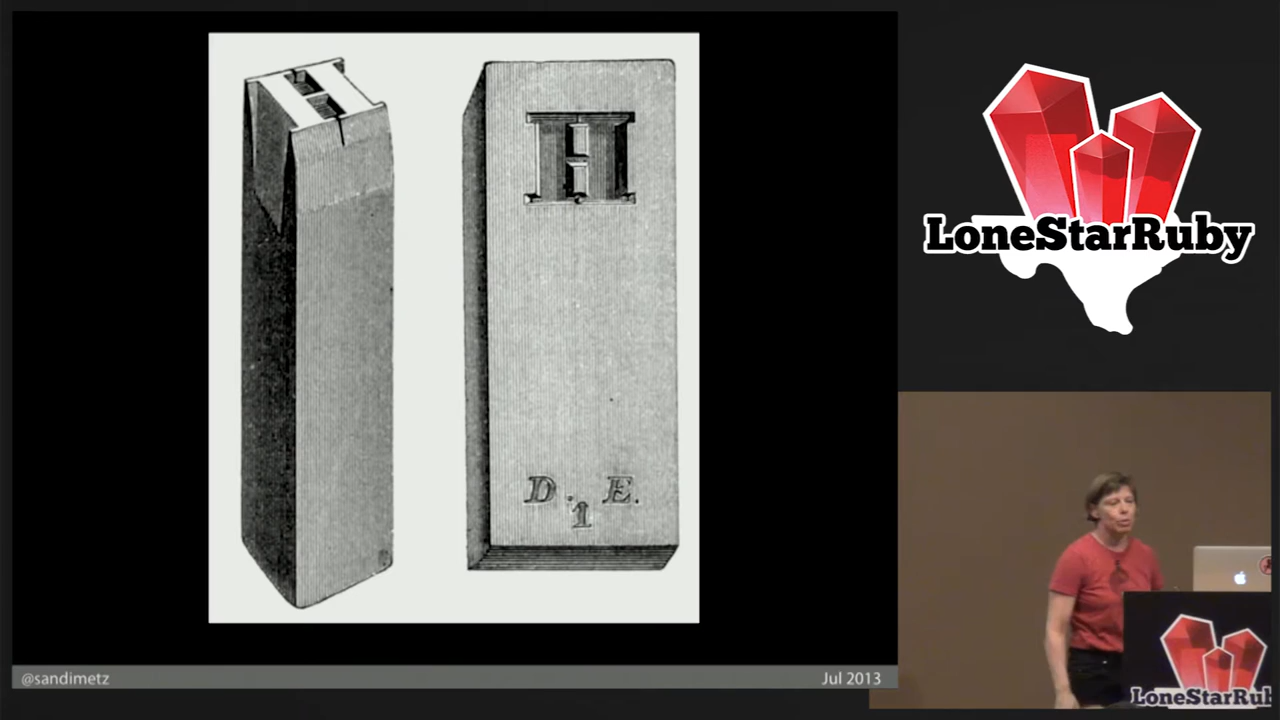 H
H
D. E.
1
@sandimetz
Jul 2013
LoneStarRuby
LoneStarRub